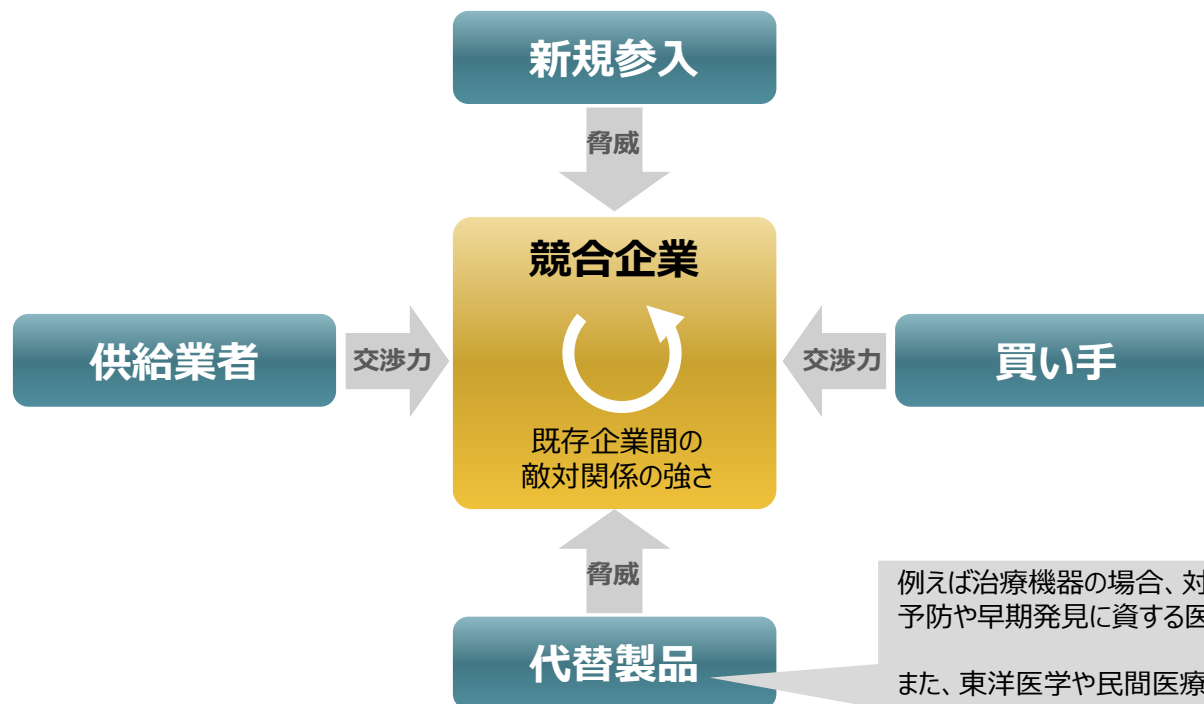 新規参入
脅威
競合企業
供給業者
交渉力
交渉力
買い手
既存企業間の
敵対関係の強さ
脅威
代替製品
例えば治療機器の場合、対
予防や早期発見に資する医
また、東洋医学や民間医療